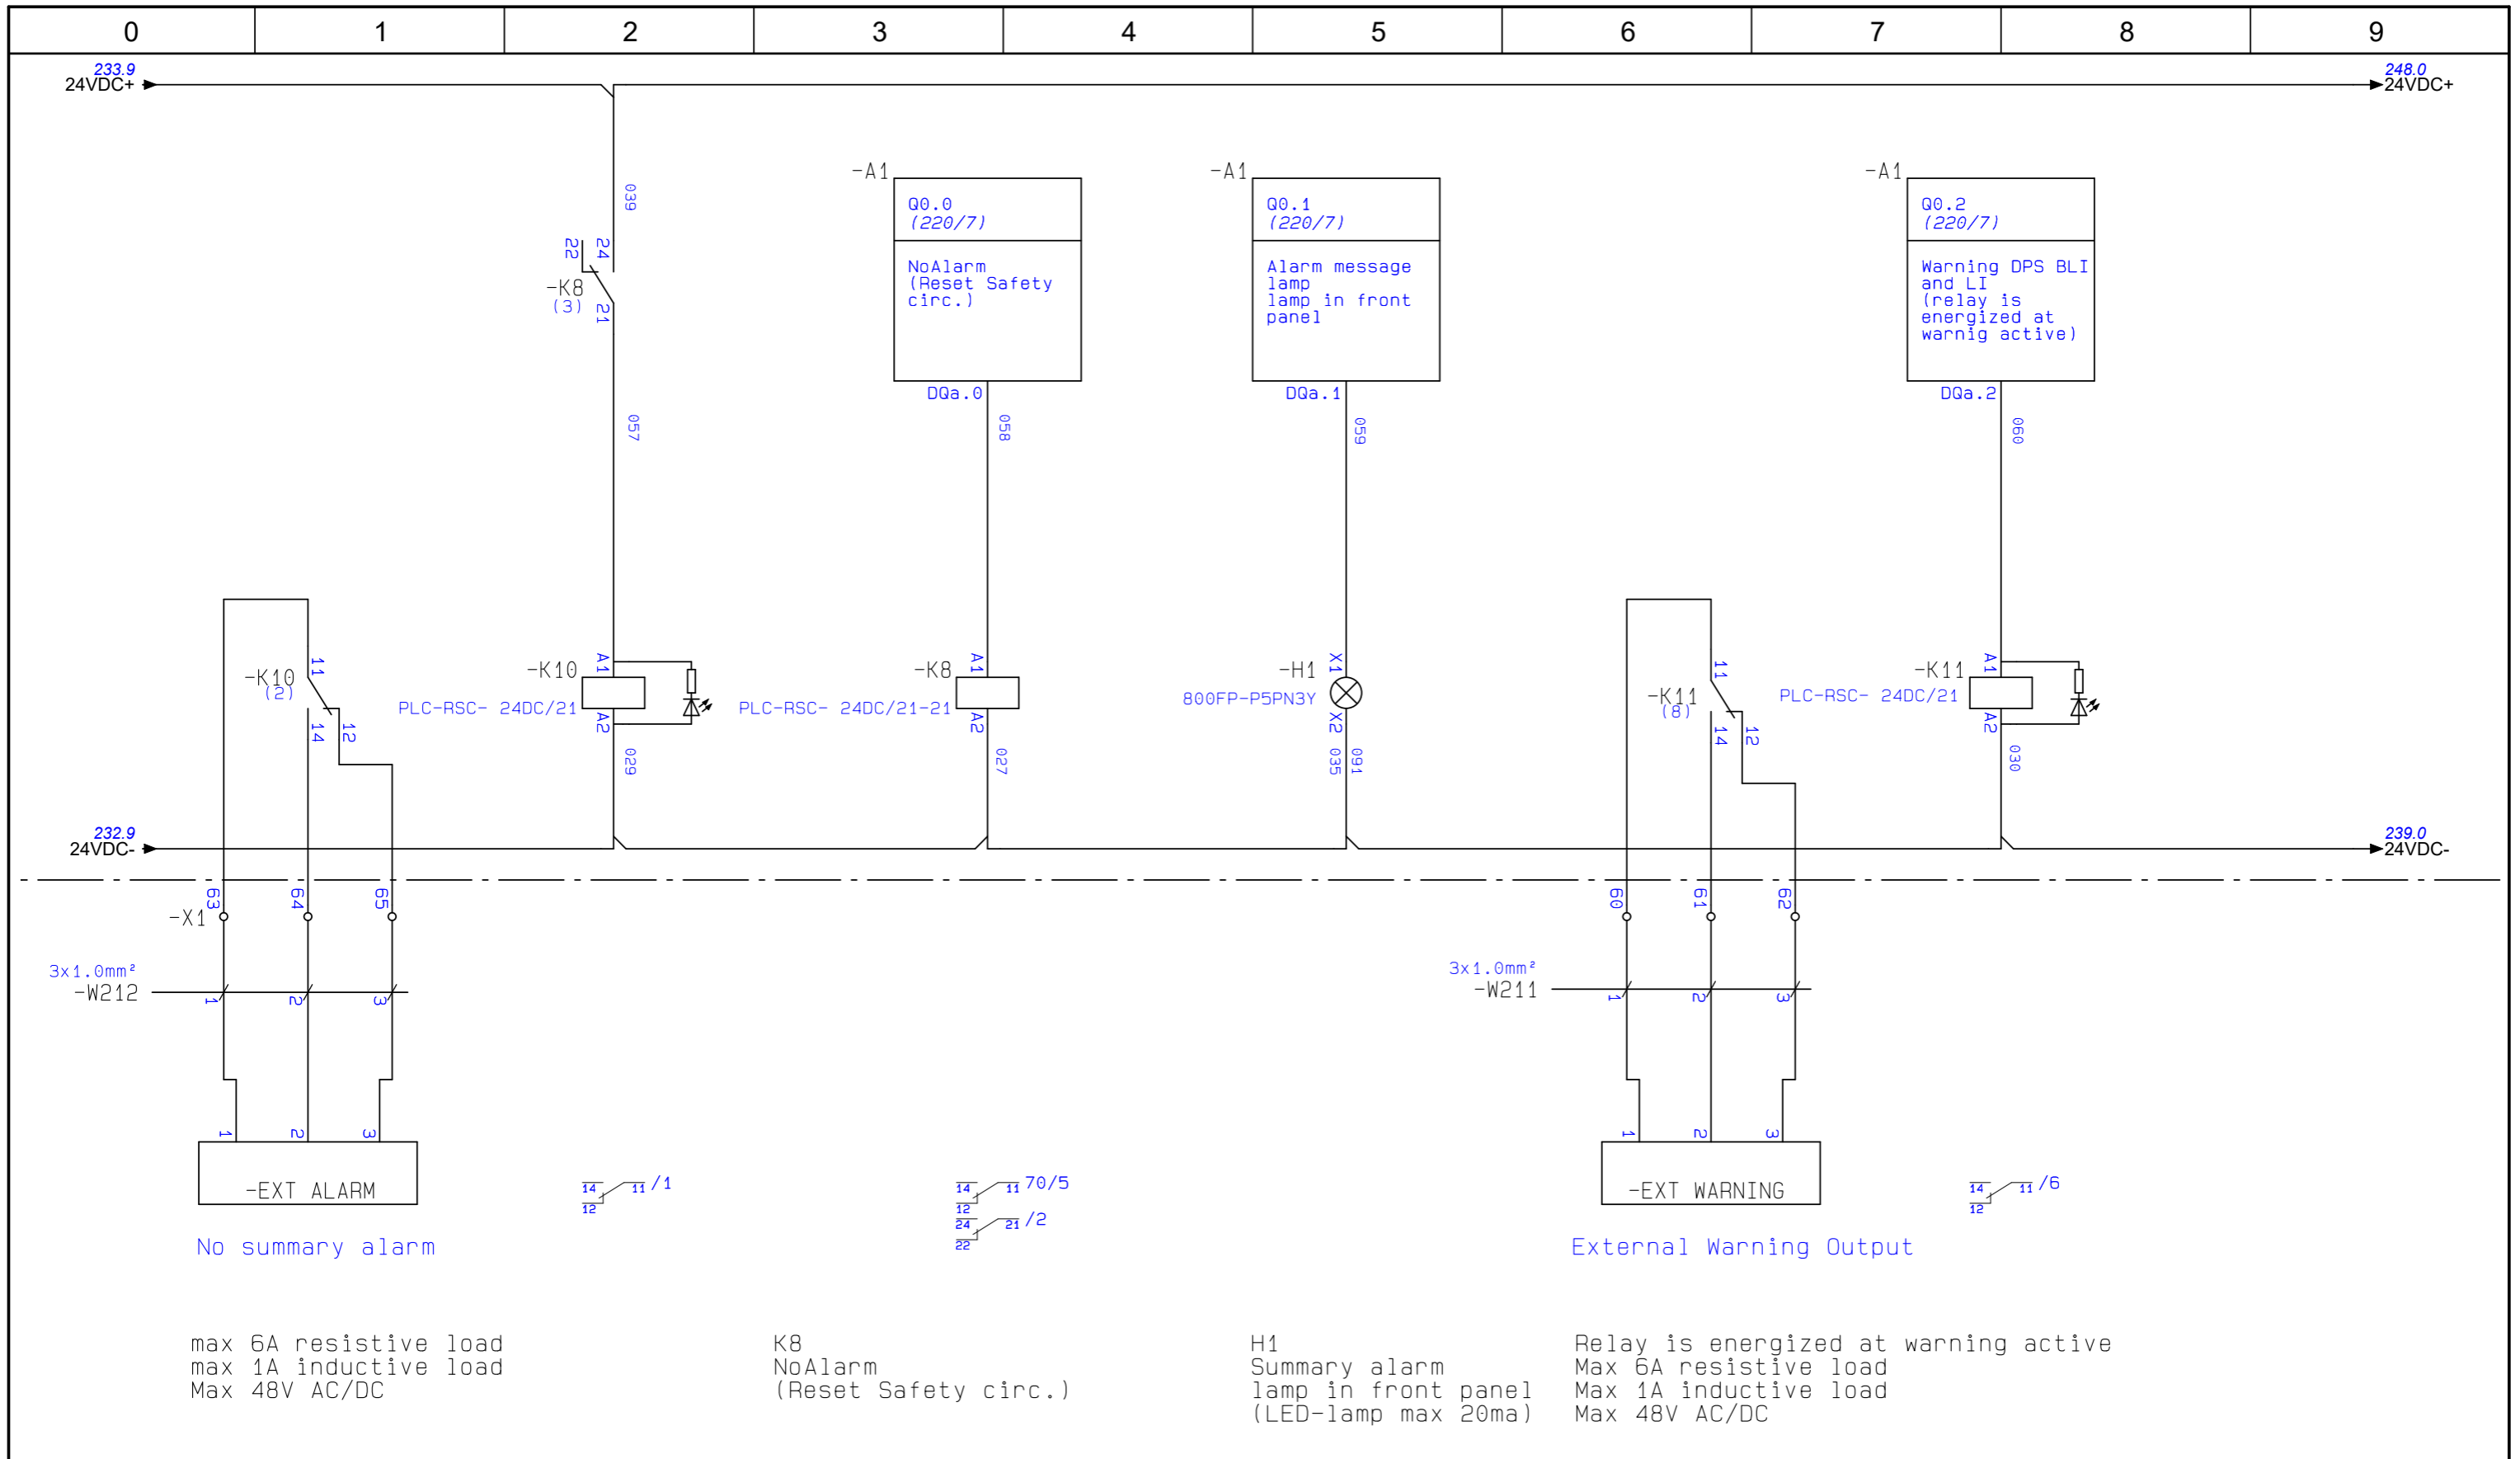 0 1 2 3 4 5 6 7 8 9
233.9
24VDC+
248.0
24VDC+
039
22 24
-K8
(3) 21
057
-A1
Q0.0
(220/7)
NoAlarm
(Reset Safety
circ.)
DQa.0
058
-A1
Q0.1
(220/7)
Alarm message
lamp
lamp in front
panel
DQa.1
059
-A1
Q0.2
(220/7)
Warning DPS BLI
and LI
(relay is
energized at
warnig active)
DQa.2
060
-K10
(2)
11
14 12
-K10
PLC-RSC- 24DC/21
A1
A2
029
-K8
PLC-RSC- 24DC/21-21
A1
A2
027
-H1
800FP-P5PN3Y
X1
X2
035 091
-K11
(8)
11
14 12
-K11
PLC-RSC- 24DC/21
A1
A2
030
232.9
24VDC-
239.0
24VDC-
-X1
63 64 65
60 61 62
3x1.0mm²
-W212
1 2 3
3x1.0mm²
-W211
1 2 3
1 2 3
-EXT ALARM
1 2 3
-EXT WARNING
14 11 /1
12
14 11 70/5
12
24 21 /2
22
14 11 /6
12
No summary alarm
External Warning Output
max 6A resistive load
max 1A inductive load
Max 48V AC/DC
K8
NoAlarm
(Reset Safety circ.)
H1
Summary alarm
lamp in front panel
(LED-lamp max 20ma)
Relay is energized at warning active
Max 6A resistive load
Max 1A inductive load
Max 48V AC/DC